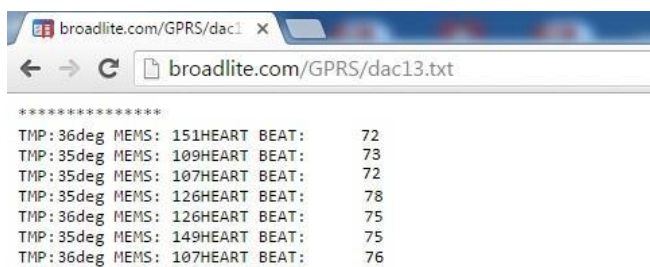 broadlite.com/GPRS/dac1
broadlite.com/GPRS/dac13.txt
***************
TMP:36deg MEMS: 151HEART BEAT: 72
TMP:35deg MEMS: 109HEART BEAT: 73
TMP:35deg MEMS: 107HEART BEAT: 72
TMP:35deg MEMS: 126HEART BEAT: 78
TMP:36deg MEMS: 126HEART BEAT: 75
TMP:35deg MEMS: 149HEART BEAT: 75
TMP:36deg MEMS: 107HEART BEAT: 76